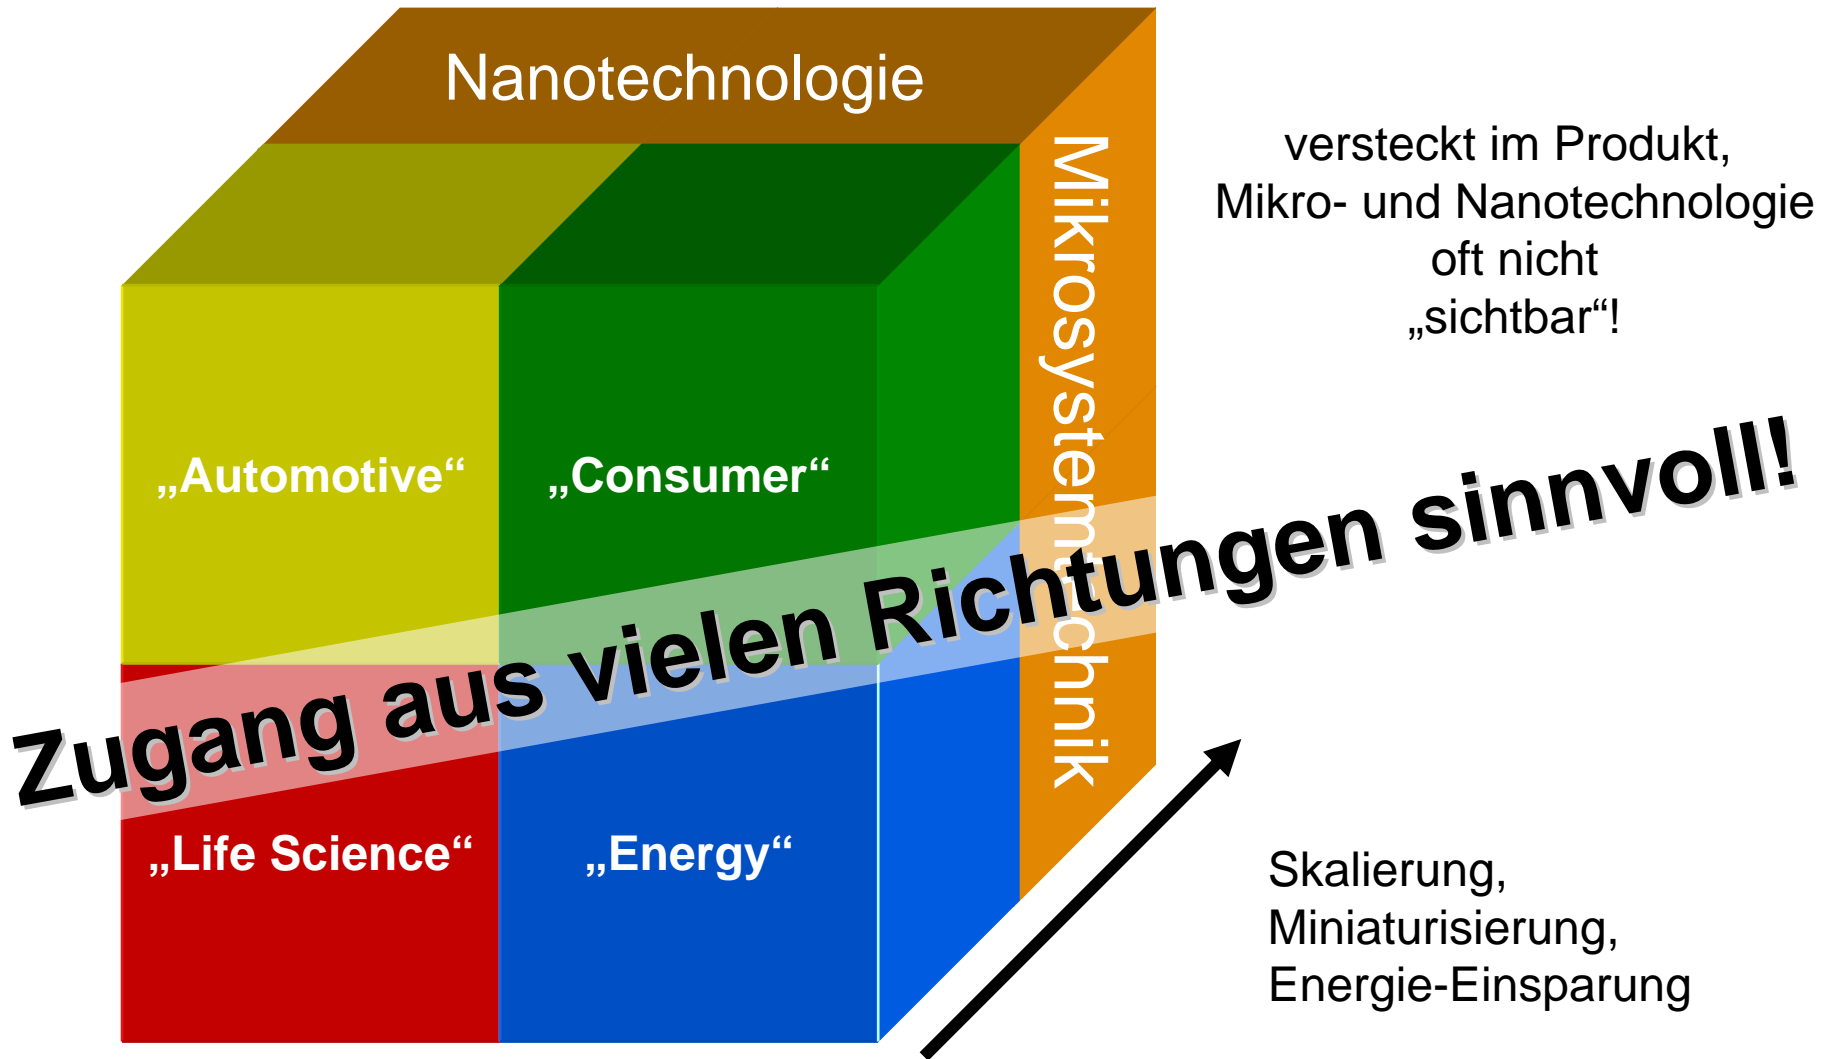 Nanotechnologie
Mikrosystemtechnik
versteckt im Produkt,
Mikro- und Nanotechnologie
oft nicht
„sichtbar“!
„Automotive“
„Consumer“
Zugang aus vielen Richtungen sinnvoll!
„Life Science“
„Energy“
Skalierung,
Miniaturisierung,
Energie-Einsparung